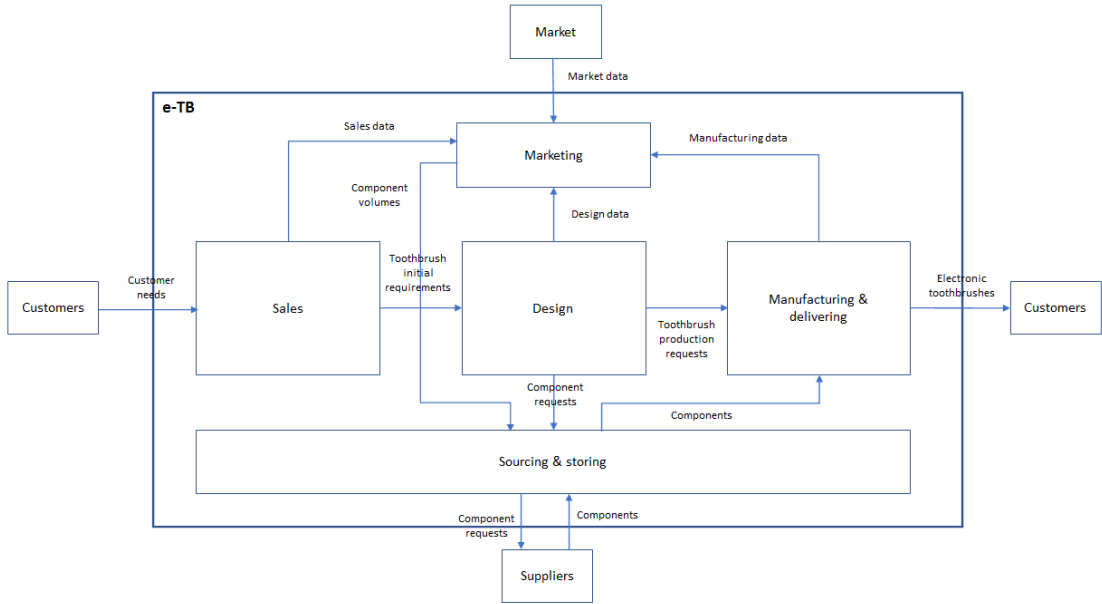 Market
Market data
e-TB
Sales data
Manufacturing data
Marketing
Component
volumes
Design data
Toothbrush
initial
requirements
Customer
needs
Electronic
toothbrushes
Customers
Sales
Design
Manufacturing &
delivering
Customers
Toothbrush
production
requests
Component
requests
Components
Sourcing & storing
Component
requests
Components
Suppliers